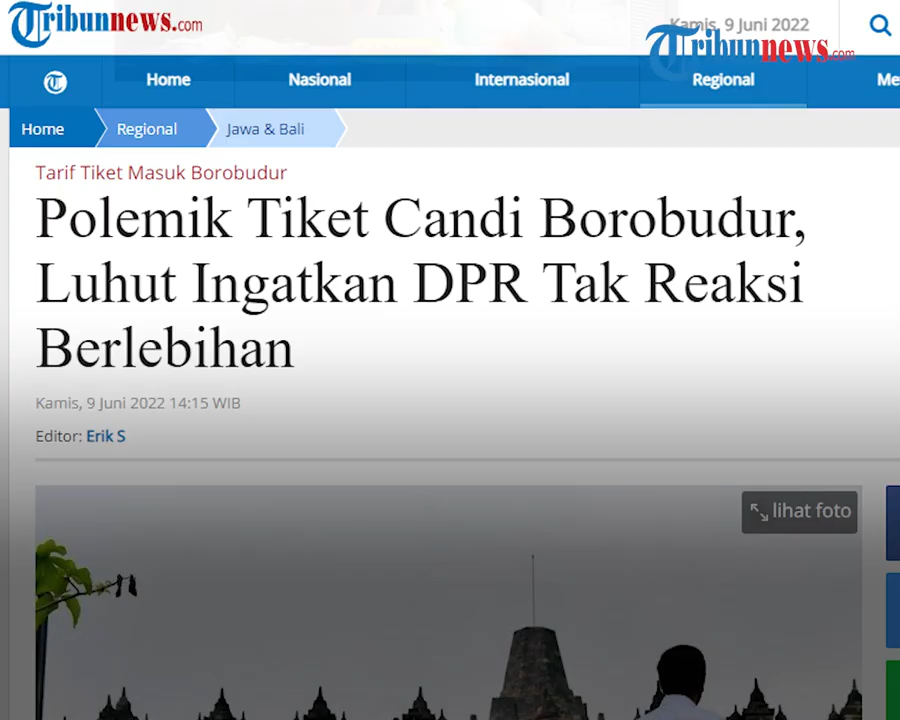 Tribunnews.com
Kamis, 9 Juni 2022
Tribunnews.com
Home Nasional Internasional Regional
Home Regional Jawa & Bali
Tarif Tiket Masuk Borobudur
Polemik Tiket Candi Borobudur,
Luhut Ingatkan DPR Tak Reaksi
Berlebihan
Kamis, 9 Juni 2022 14:15 WIB
Editor: Erik S
lihat foto